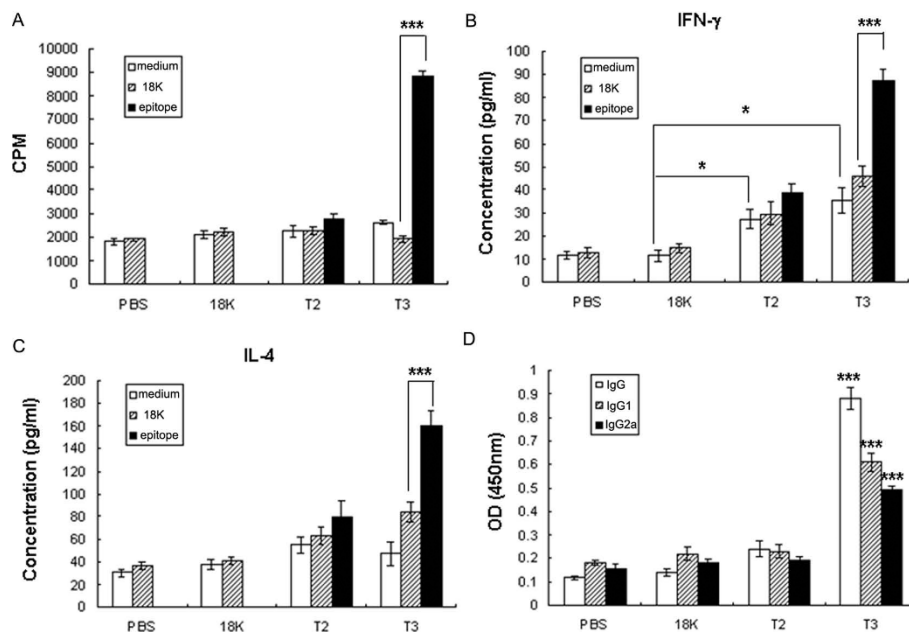 A
***
medium
18K
epitope
CPM
10000
9000
8000
7000
6000
5000
4000
3000
2000
1000
0
PBS 18K T2 T3
B
IFN-γ
***
medium
18K
epitope
*
*
Concentration (pg/ml)
100
90
80
70
60
50
40
30
20
10
0
PBS 18K T2 T3
C
IL-4
***
medium
18K
epitope
Concentration (pg/ml)
200
180
160
140
120
100
80
60
40
20
0
PBS 18K T2 T3
D
IgG
IgG1
IgG2a
***
***
***
OD (450nm)
1
0.9
0.8
0.7
0.6
0.5
0.4
0.3
0.2
0.1
0
PBS 18K T2 T3